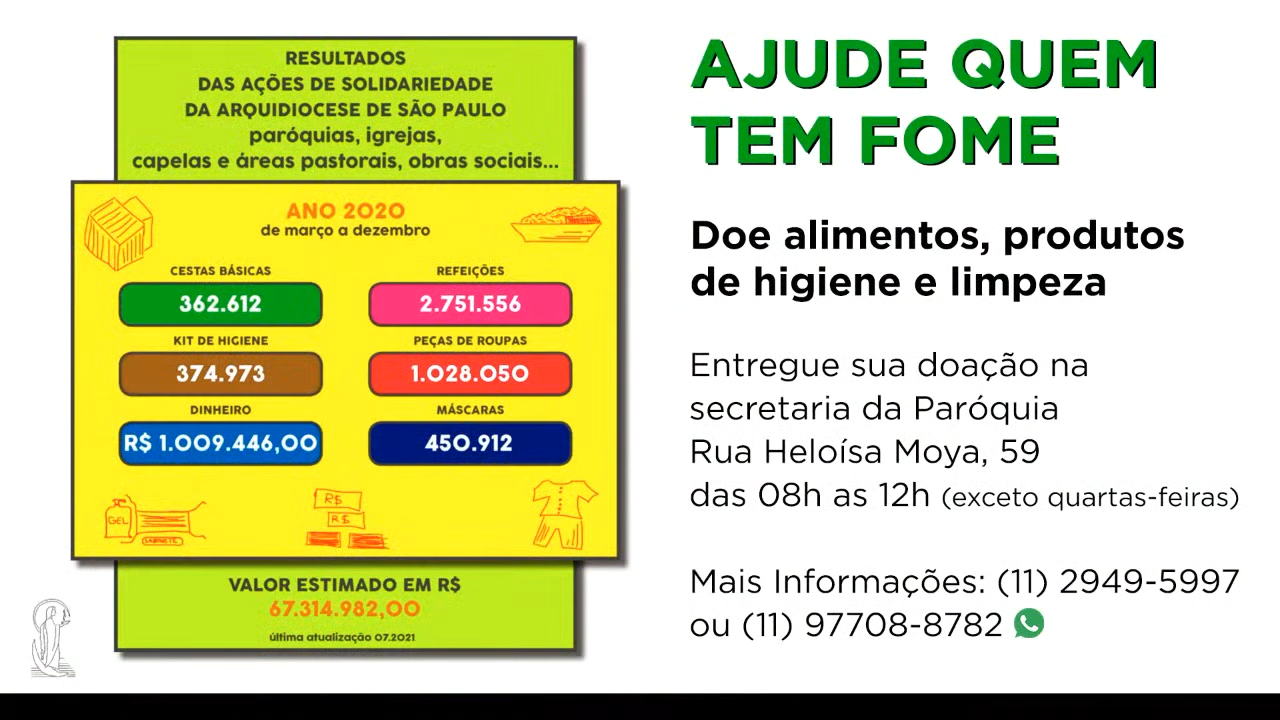 RESULTADOS
DAS AÇÕES DE SOLIDARIEDADE
DA ARQUIDIOCESE DE SÃO PAULO
paróquias, igrejas,
capelas e áreas pastorais, obras sociais...
ANO 2020
de março a dezembro
CESTAS BÁSICAS
362.612
REFEIÇÕES
2.751.556
KIT DE HIGIENE
374.973
PEÇAS DE ROUPAS
1.028.050
DINHEIRO
R$ 1.009.446,00
MÁSCARAS
450.912
GEL
SABONETE
R$
R$
VALOR ESTIMADO EM R$
67.314.982,00
última atualização 07.2021
AJUDE QUEM
TEM FOME
Doe alimentos, produtos
de higiene e limpeza
Entregue sua doação na
secretaria da Paróquia
Rua Heloísa Moya, 59
das 08h as 12h (exceto quartas-feiras)
Mais Informações: (11) 2949-5997
ou (11) 97708-8782